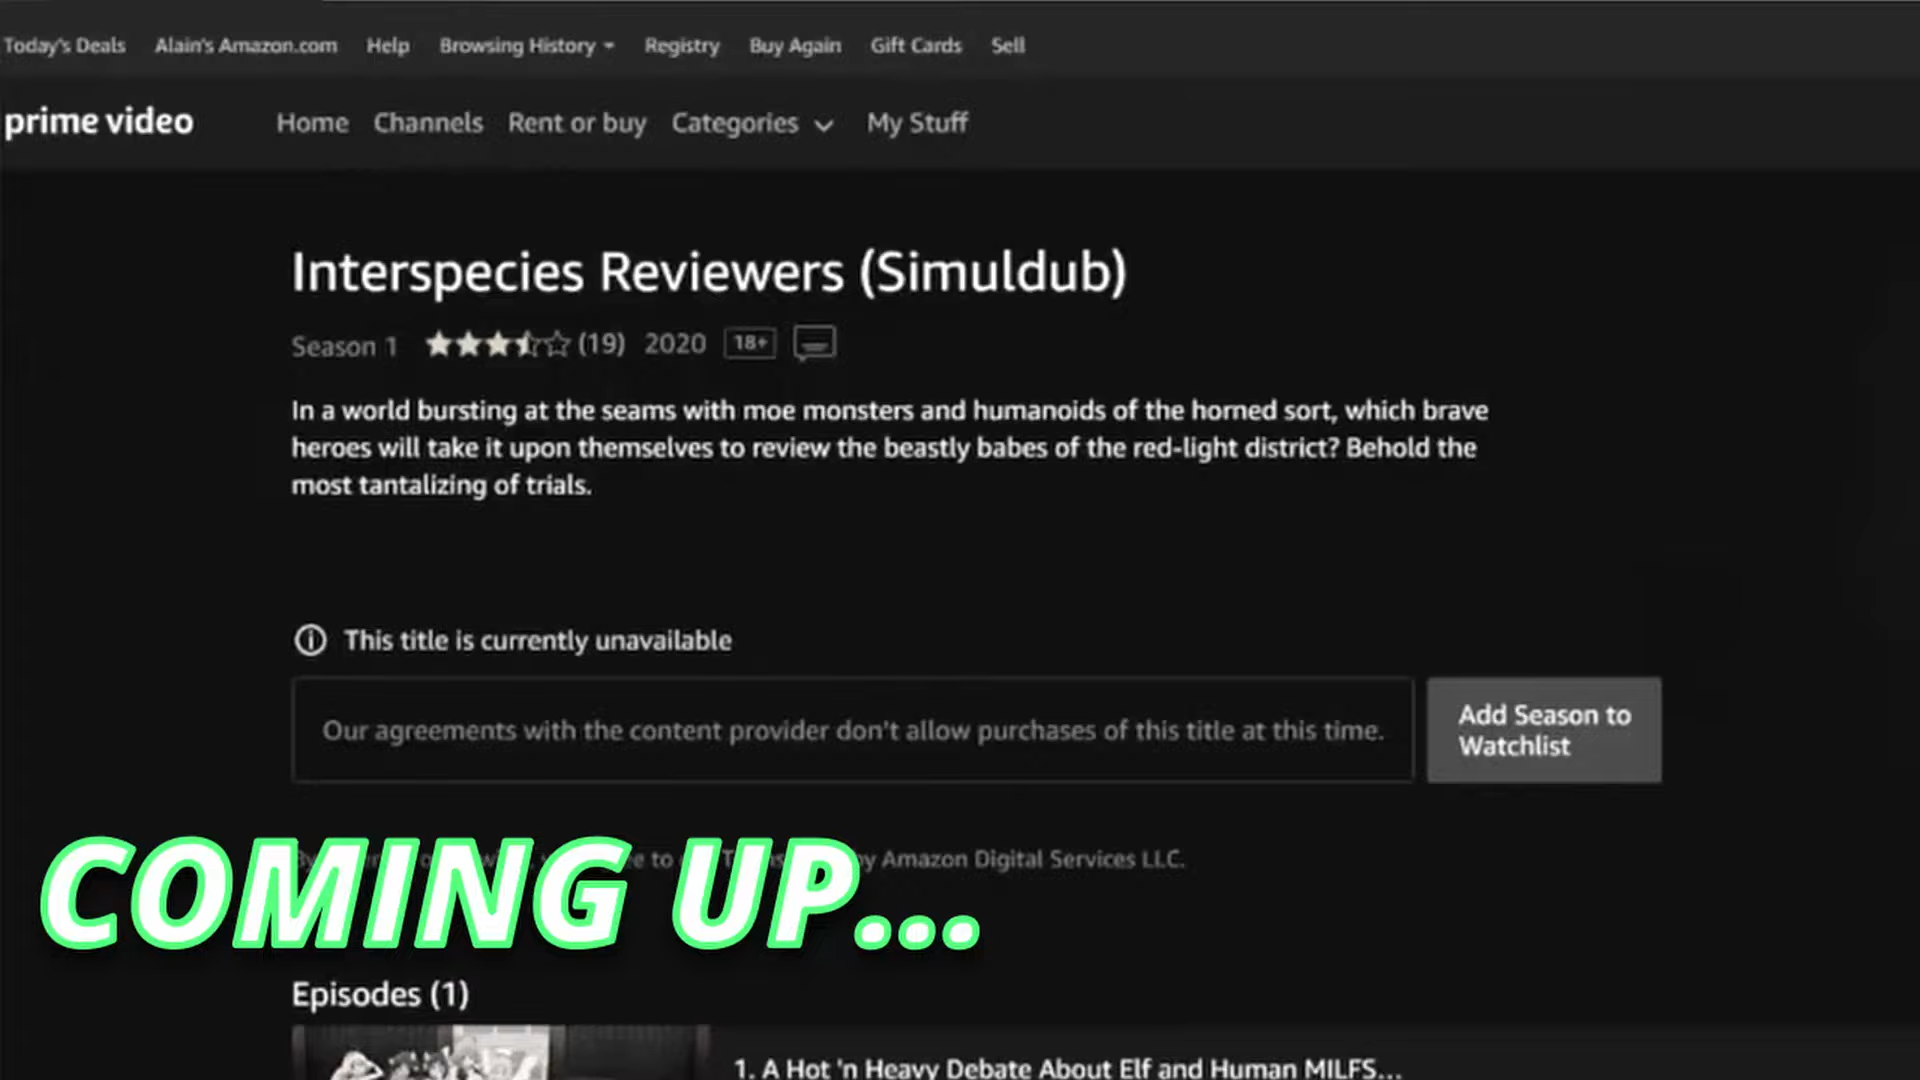 Today's Deals Alain's Amazon.com Help Browsing History Registry Buy Again Gift Cards Sell
prime video Home Channels Rent or buy Categories My Stuff
Interspecies Reviewers (Simuldub)
Season 1 (19) 2020 18+
In a world bursting at the seams with moe monsters and humanoids of the horned sort, which brave
heroes will take it upon themselves to review the beastly babes of the red-light district? Behold the
most tantalizing of trials.
This title is currently unavailable
Our agreements with the content provider don't allow purchases of this title at this time.
Add Season to
Watchlist
to by Amazon Digital Services LLC.
COMING UP...
Episodes (1)
1. A Hot 'n Heavy Debate About Elf and Human MILFS...